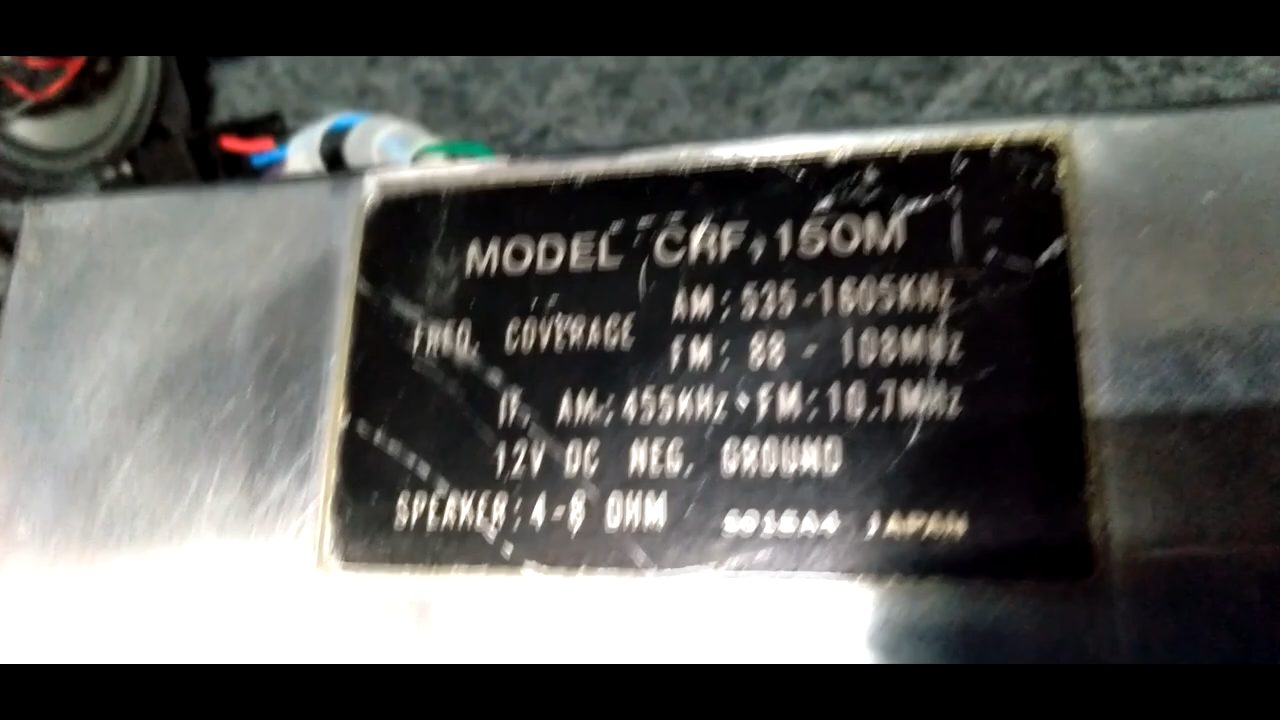 MODEL CRF, 150M
FREQ. COVERAGE AM; 535-1605KHz
FM; 88 - 108MHz
IF. AM; 455KHz • FM; 10.7MHz
12V DC NEG. GROUND
SPEAKER; 4-8 OHM JAPAN